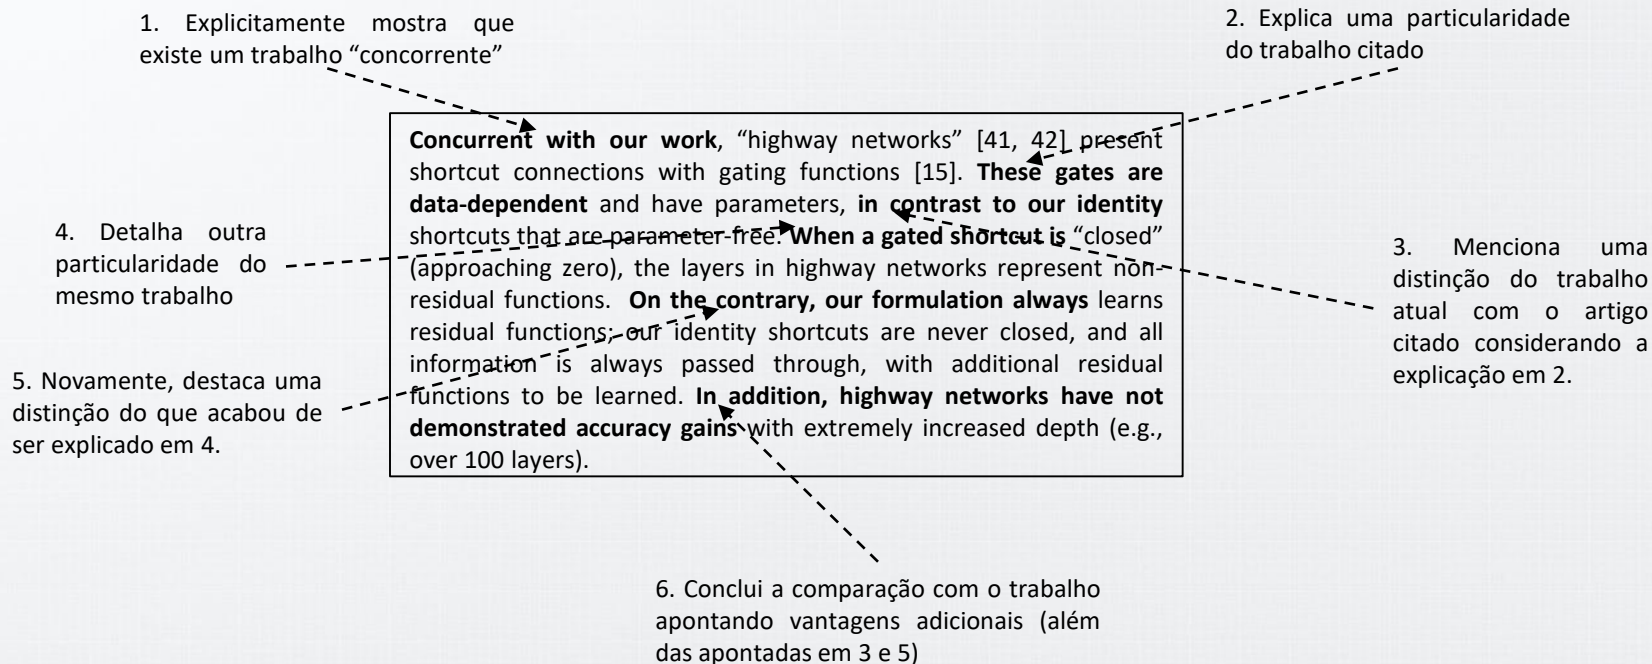 1. Explicitamente mostra que
existe um trabalho “concorrente”
2. Explica uma particularidade
do trabalho citado
Concurrent with our work, “highway networks” [41, 42] present
shortcut connections with gating functions [15]. These gates are
data-dependent and have parameters, in contrast to our identity
shortcuts that are parameter-free. When a gated shortcut is “closed”
(approaching zero), the layers in highway networks represent non-
residual functions. On the contrary, our formulation always learns
residual functions; our identity shortcuts are never closed, and all
information is always passed through, with additional residual
functions to be learned. In addition, highway networks have not
demonstrated accuracy gains with extremely increased depth (e.g.,
over 100 layers).
3. Menciona uma
distinção do trabalho
atual com o artigo
citado considerando a
explicação em 2.
4. Detalha outra
particularidade do
mesmo trabalho
5. Novamente, destaca uma
distinção do que acabou de
ser explicado em 4.
6. Conclui a comparação com o trabalho
apontando vantagens adicionais (além
das apontadas em 3 e 5)